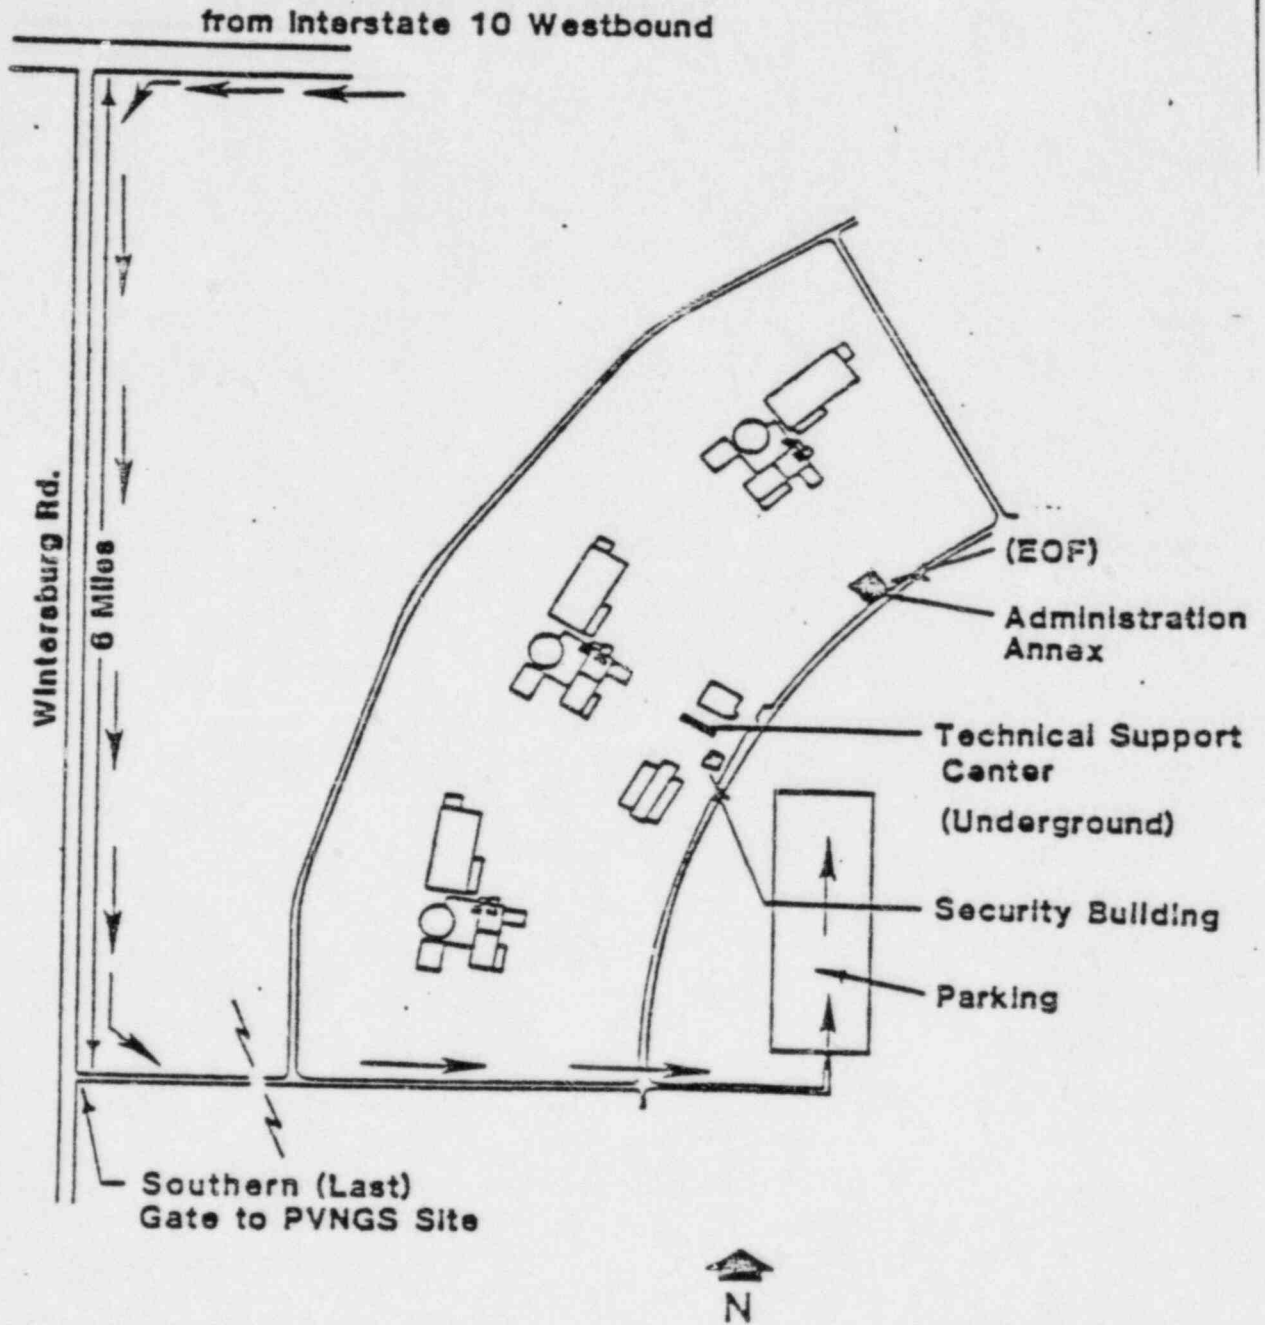 from Interstate 10 Westbound
Wintersburg Rd.
6 Miles
(EOF)
Administration
Annex
Technical Support
Center
(Underground)
Security Building
Parking
Southern (Last)
Gate to PVNGS Site
N